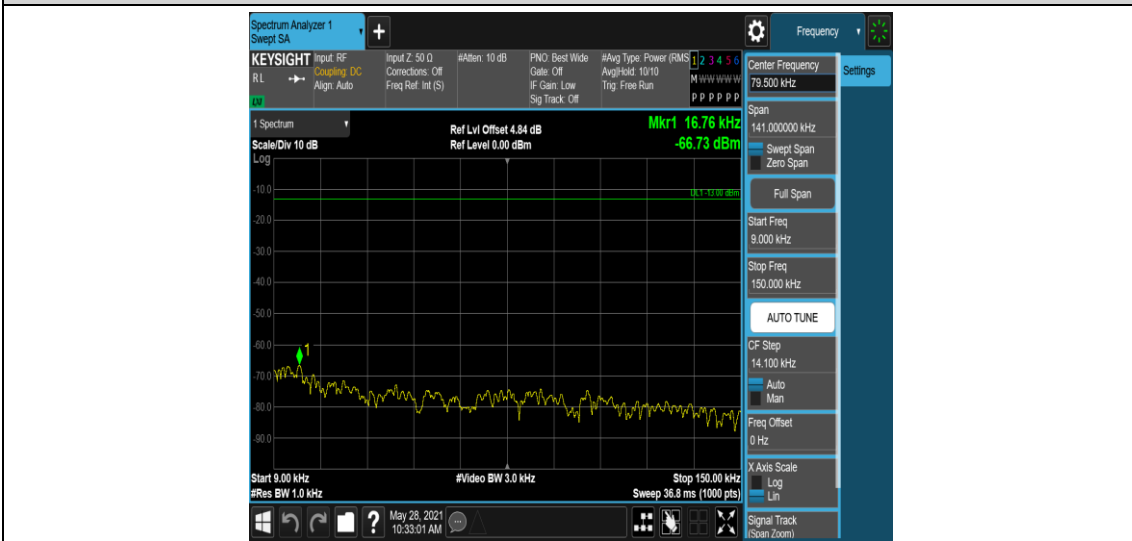 Spectrum Analyzer 1
Swept SA
+
Frequency
KEYSIGHT
RL
LXI
Input: RF
Coupling: DC
Align: Auto
Input Z: 50 Ω
Corrections: Off
Freq Ref: Int (S)
#Atten: 10 dB
PNO: Best Wide
Gate: Off
IF Gain: Low
Sig Track: Off
#Avg Type: Power (RMS
Avg|Hold: 10/10
Trig: Free Run
1 2 3 4 5 6
M W W W W W
P P P P P P
1 Spectrum
Scale/Div 10 dB
Log
Ref Lvl Offset 4.84 dB
Ref Level 0.00 dBm
Mkr1 16.76 kHz
-66.73 dBm
DL1 -13.00 dBm
-10.0
-20.0
-30.0
-40.0
-50.0
-60.0
-70.0
-80.0
-90.0
1
Start 9.00 kHz
#Res BW 1.0 kHz
#Video BW 3.0 kHz
Stop 150.00 kHz
Sweep 36.8 ms (1000 pts)
?
May 28, 2021
10:33:01 AM
Center Frequency
79.500 kHz
Settings
Span
141.000000 kHz
Swept Span
Zero Span
Full Span
Start Freq
9.000 kHz
Stop Freq
150.000 kHz
AUTO TUNE
CF Step
14.100 kHz
Auto
Man
Freq Offset
0 Hz
X Axis Scale
Log
Lin
Signal Track
(Span Zoom)